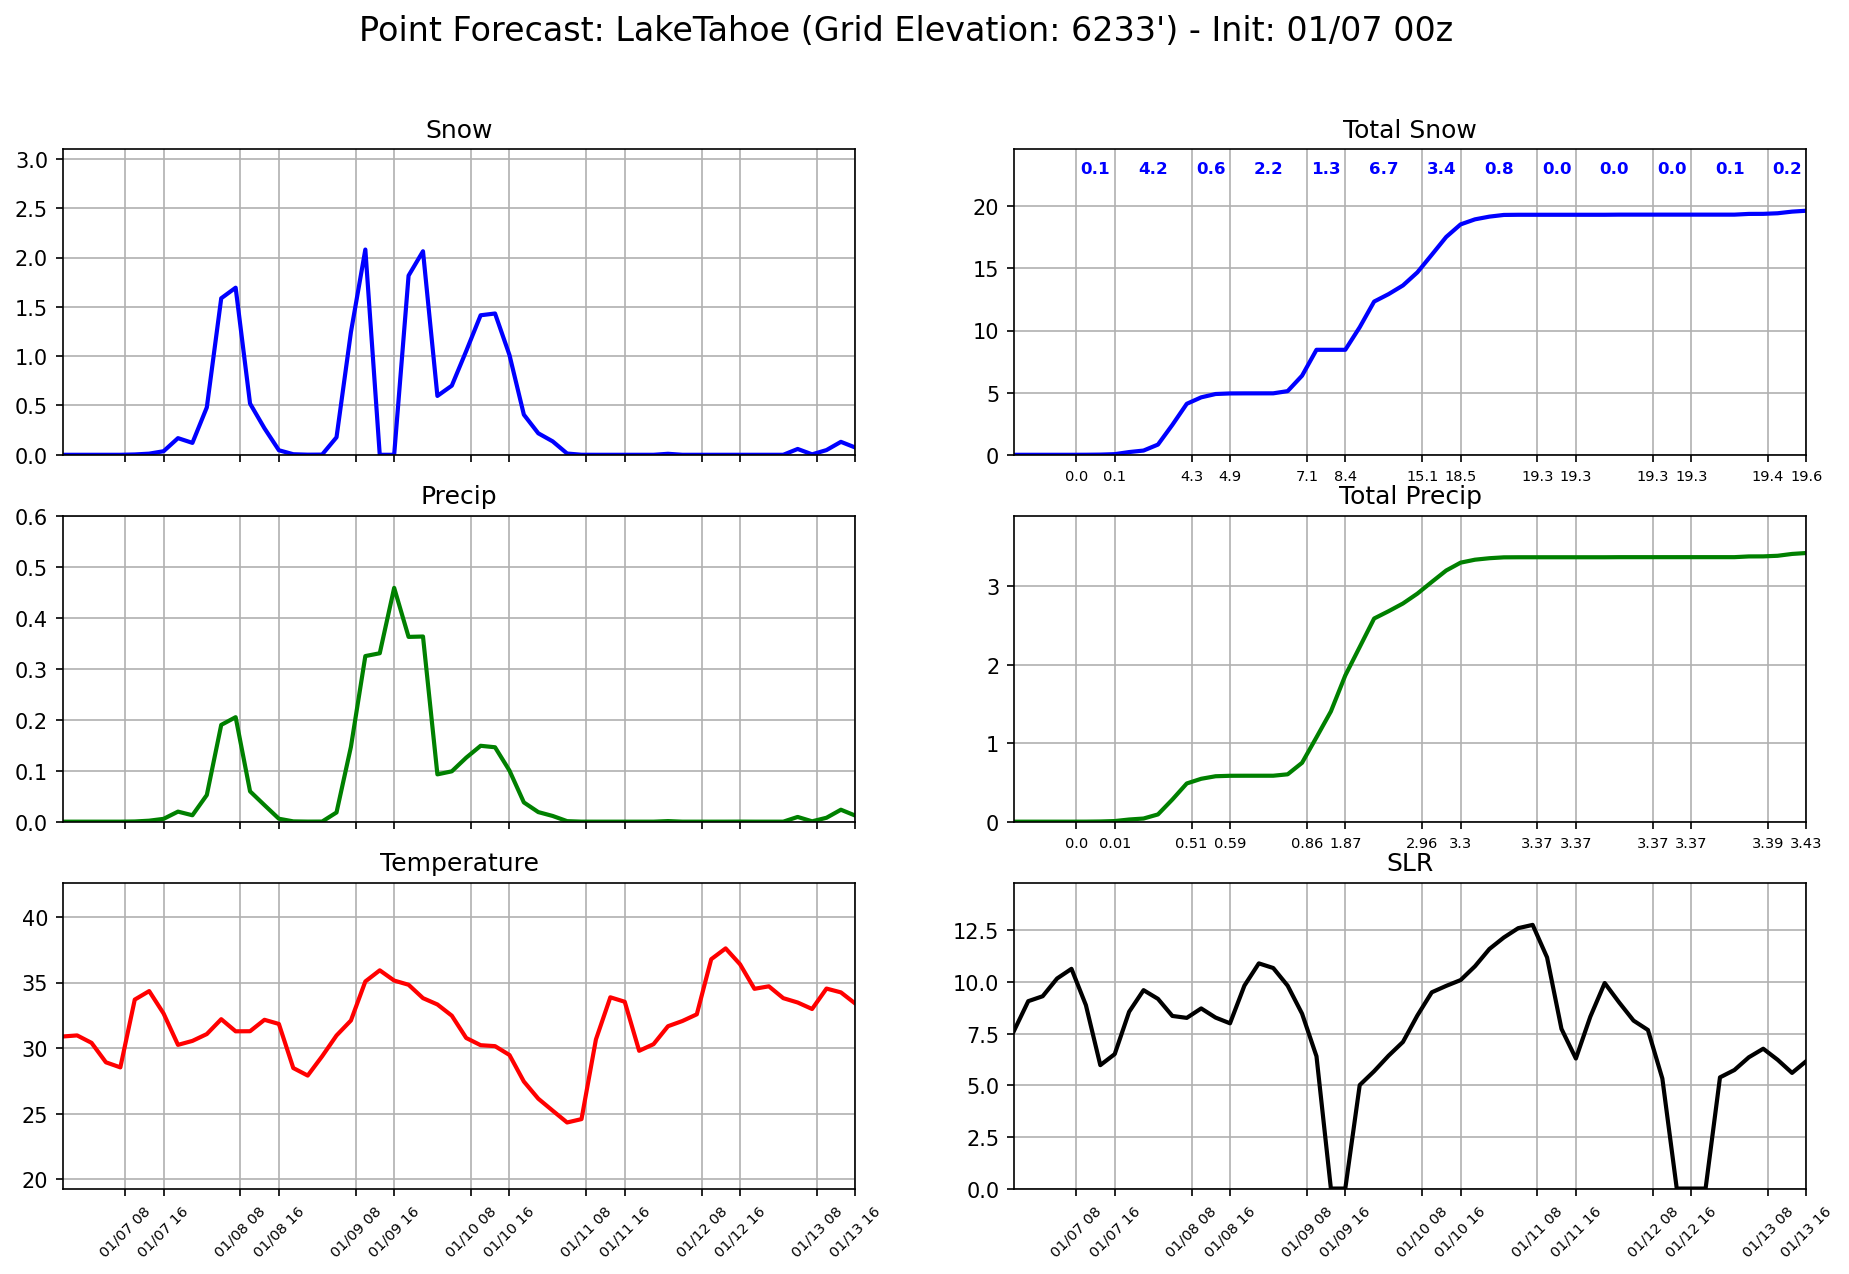 Point Forecast: LakeTahoe (Grid Elevation: 6233') - Init: 01/07 00z
Snow
3.0
2.5
2.0
1.5
1.0
0.5
0.0
Total Snow
0.1 4.2 0.6 2.2 1.3 6.7 3.4 0.8 0.0 0.0 0.0 0.1 0.2
20
15
10
5
0
0.0 0.1 4.3 4.9 7.1 8.4 15.1 18.5 19.3 19.3 19.3 19.3 19.4 19.6
Precip
0.6
0.5
0.4
0.3
0.2
0.1
0.0
Total Precip
3
2
1
0
0.0 0.01 0.51 0.59 0.86 1.87 2.96 3.3 3.37 3.37 3.37 3.37 3.39 3.43
Temperature
40
35
30
25
20
01/07 08 01/07 16 01/08 08 01/08 16 01/09 08 01/09 16 01/10 08 01/10 16 01/11 08 01/11 16 01/12 08 01/12 16 01/13 08 01/13 16
SLR
12.5
10.0
7.5
5.0
2.5
0.0
01/07 08 01/07 16 01/08 08 01/08 16 01/09 08 01/09 16 01/10 08 01/10 16 01/11 08 01/11 16 01/12 08 01/12 16 01/13 08 01/13 16